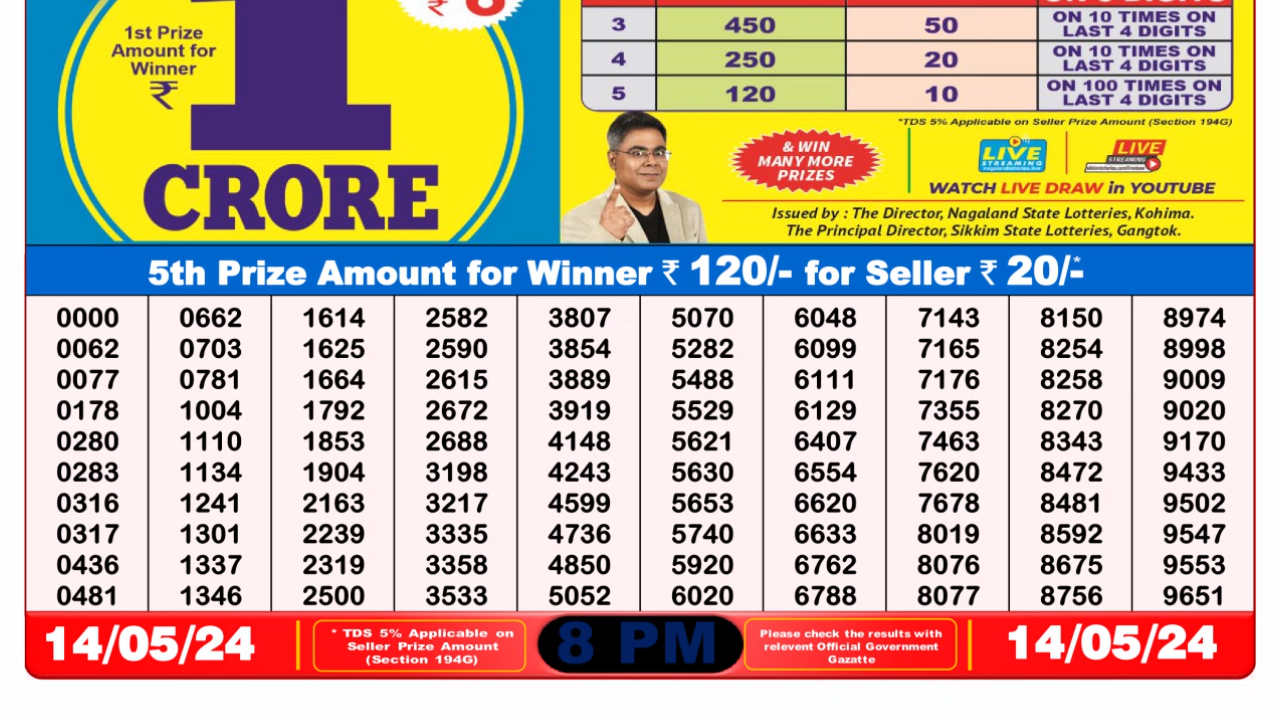 1
₹ 6
1st Prize
Amount for
Winner
₹
CRORE
3 450 50 ON 10 TIMES ON LAST 4 DIGITS
4 250 20 ON 10 TIMES ON LAST 4 DIGITS
5 120 10 ON 100 TIMES ON LAST 4 DIGITS
*TDS 5% Applicable on Seller Prize Amount (Section 194G)
& WIN
MANY MORE
PRIZES
LIVE
STREAMING
LIVE
STREAMING
WATCH LIVE DRAW in YOUTUBE
Issued by : The Director, Nagaland State Lotteries, Kohima.
The Principal Director, Sikkim State Lotteries, Gangtok.
5th Prize Amount for Winner ₹ 120/- for Seller ₹ 20/-*
0000 0662 1614 2582 3807 5070 6048 7143 8150 8974
0062 0703 1625 2590 3854 5282 6099 7165 8254 8998
0077 0781 1664 2615 3889 5488 6111 7176 8258 9009
0178 1004 1792 2672 3919 5529 6129 7355 8270 9020
0280 1110 1853 2688 4148 5621 6407 7463 8343 9170
0283 1134 1904 3198 4243 5630 6554 7620 8472 9433
0316 1241 2163 3217 4599 5653 6620 7678 8481 9502
0317 1301 2239 3335 4736 5740 6633 8019 8592 9547
0436 1337 2319 3358 4850 5920 6762 8076 8675 9553
0481 1346 2500 3533 5052 6020 6788 8077 8756 9651
14/05/24
* TDS 5% Applicable on
Seller Prize Amount
(Section 194G)
8 PM
Please check the results with
relevent Official Government
Gazatte
14/05/24